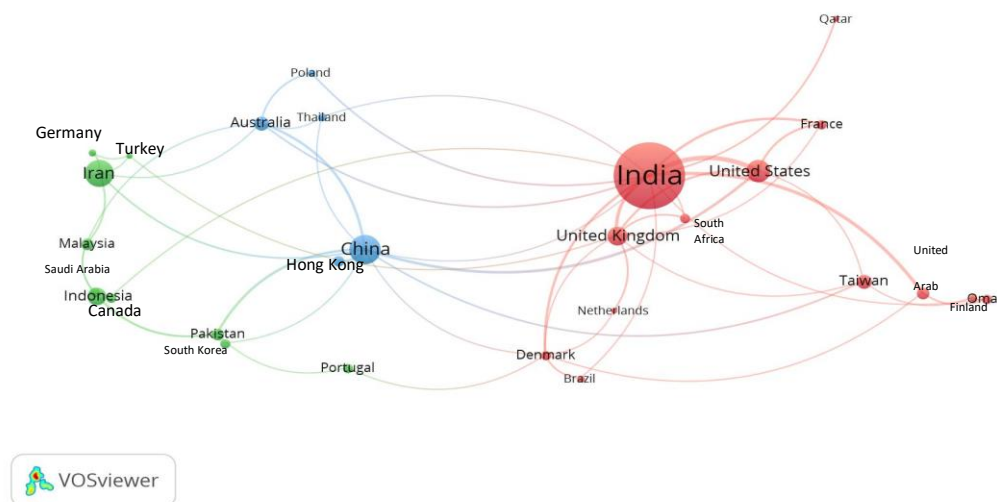 Qatar
Poland
Thailand
Australia
France
Germany
Turkey
Iran
India
United States
South
Africa
United Kingdom
Malaysia
China
Hong Kong
United
Saudi Arabia
Taiwan
Arab
Indonesia
Oma
Finland
Canada
Netherlands
Pakistan
South Korea
Denmark
Portugal
Brazil
VOSviewer